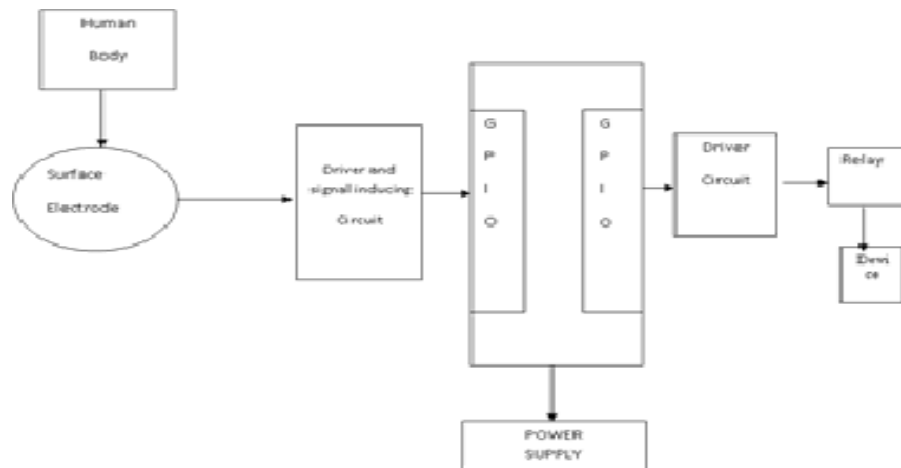 Human
Body
Surface
Electrode
Driver and
signal inducing
Circuit
G
P
I
O
G
P
I
O
Driver
Circuit
Relay
Devi
ce
POWER
SUPPLY